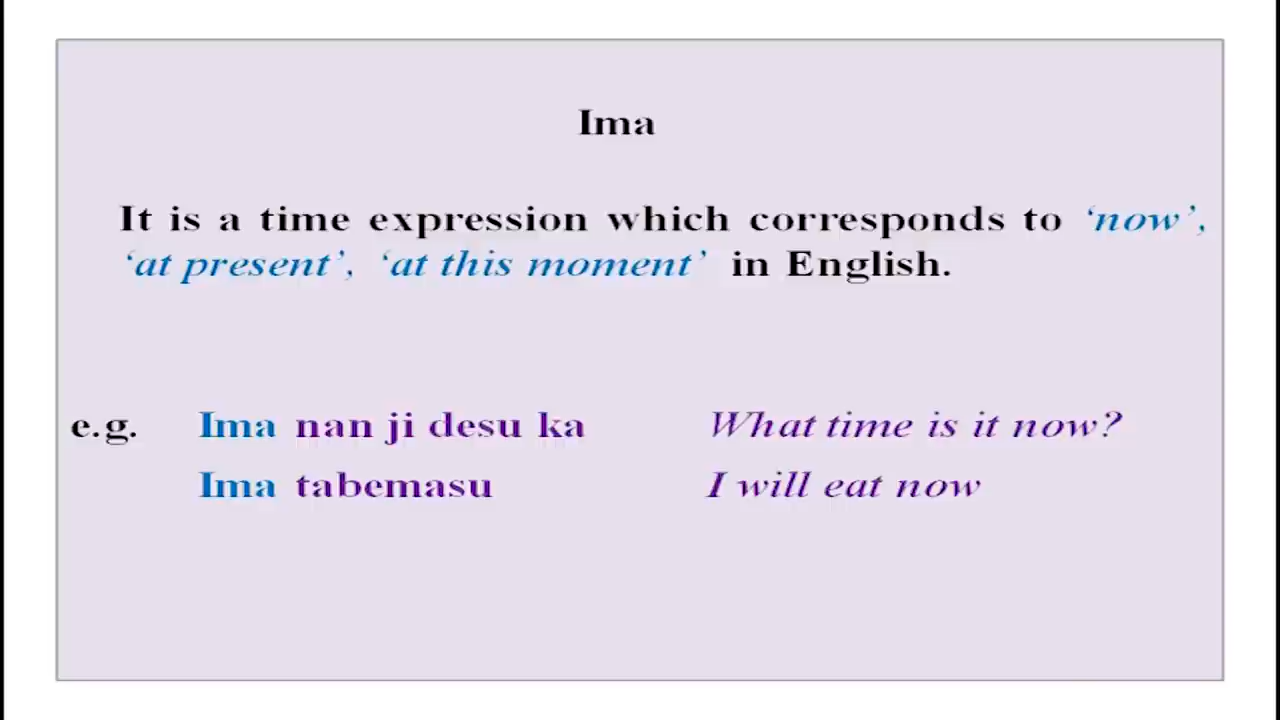 Ima
It is a time expression which corresponds to ‘now’,
‘at present’, ‘at this moment’ in English.
e.g. Ima nan ji desu ka What time is it now?
Ima tabemasu I will eat now